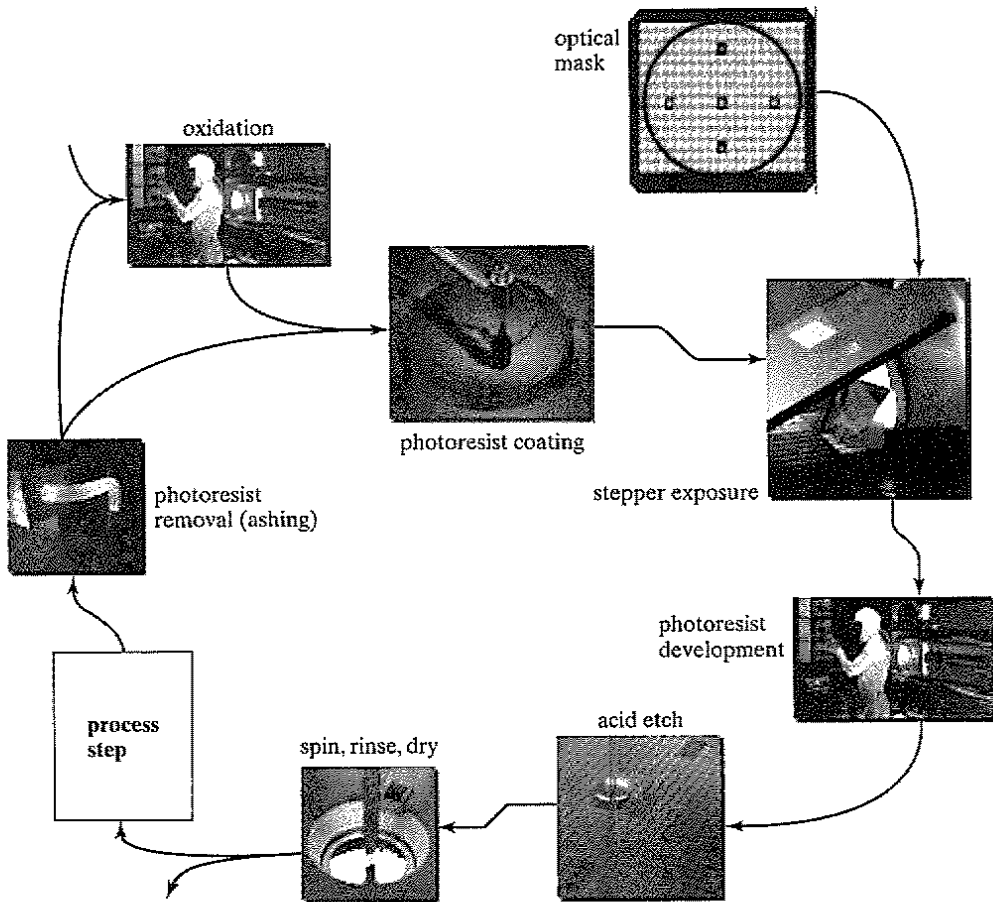 optical
mask
oxidation
photoresist coating
stepper exposure
photoresist
removal (ashing)
photoresist
development
process
step
acid etch
spin, rinse, dry